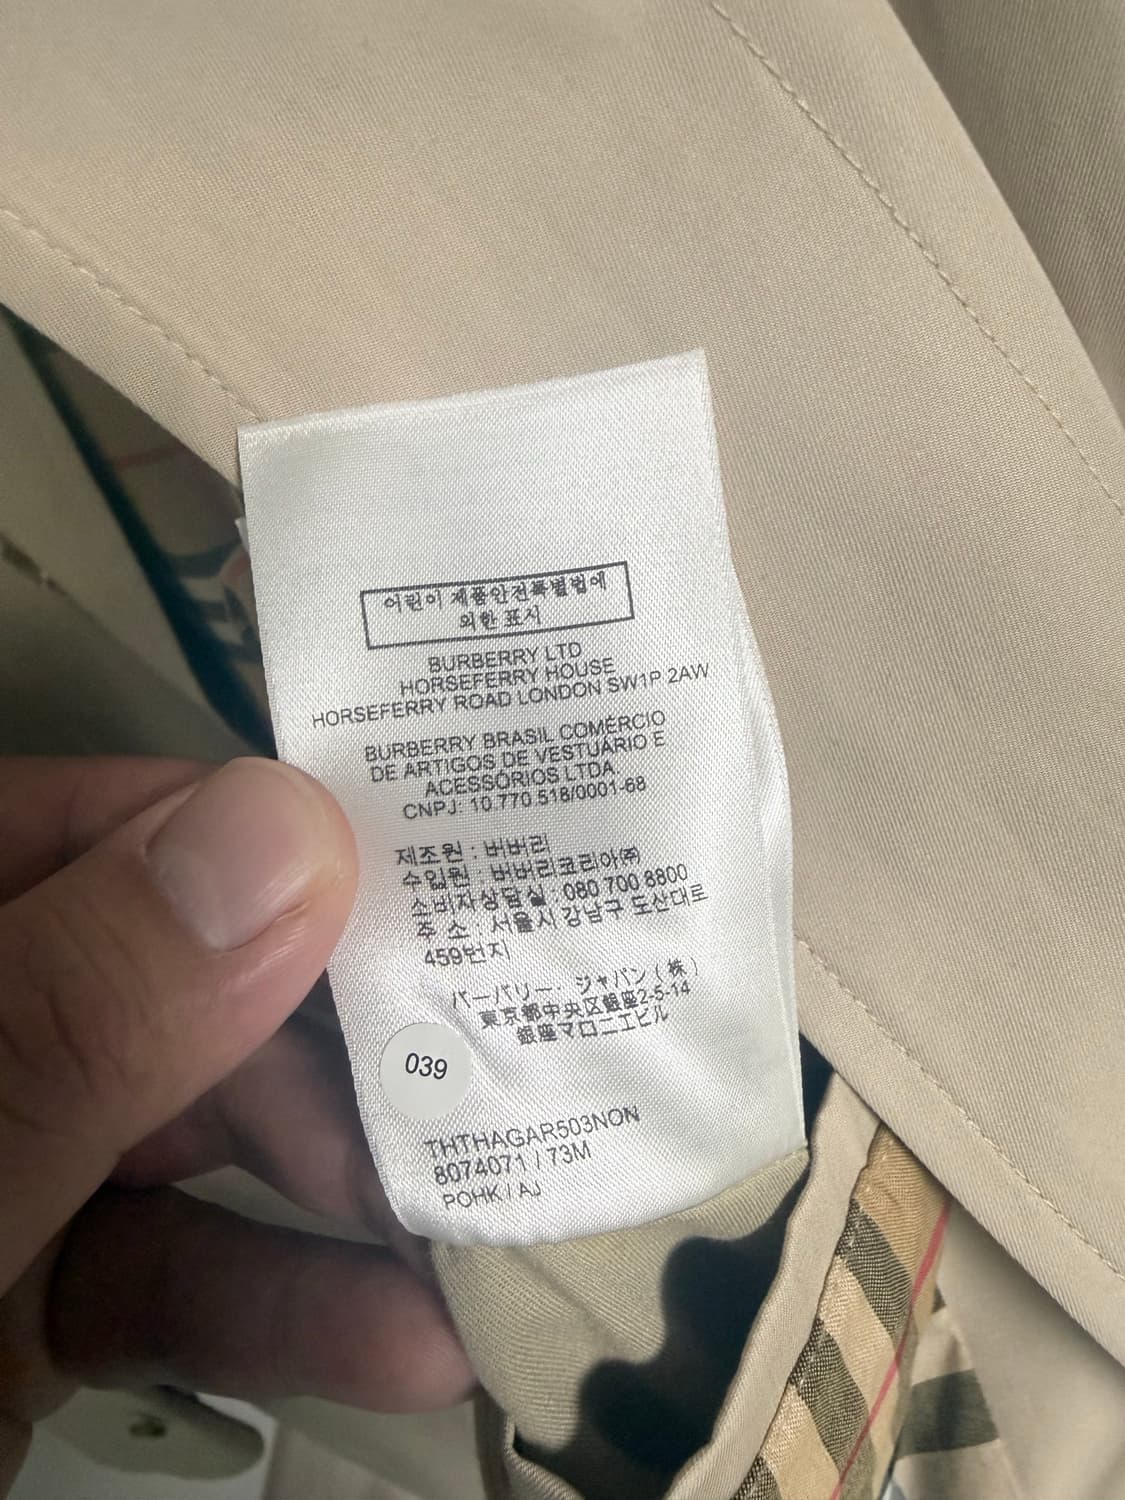 어린이 제품안전특별법에
의한 표시
BURBERRY LTD
HORSEFERRY HOUSE
HORSEFERRY ROAD LONDON SW1P 2AW
BURBERRY BRASIL COMÉRCIO
DE ARTIGOS DE VESTUÁRIO E
ACESSÓRIOS LTDA
CNPJ: 10.770.518/0001-68
제조원 : 버버리
수입원 : 버버리코리아㈜
소비자상담실 : 080 700 8800
주 소 : 서울시 강남구 도산대로
459번지
バーバリー・ジャパン（株）
東京都中央区銀座2-5-14
銀座マロニエビル
039
THTHAGAR503NON
8074071 / 73M
POHK / AJ